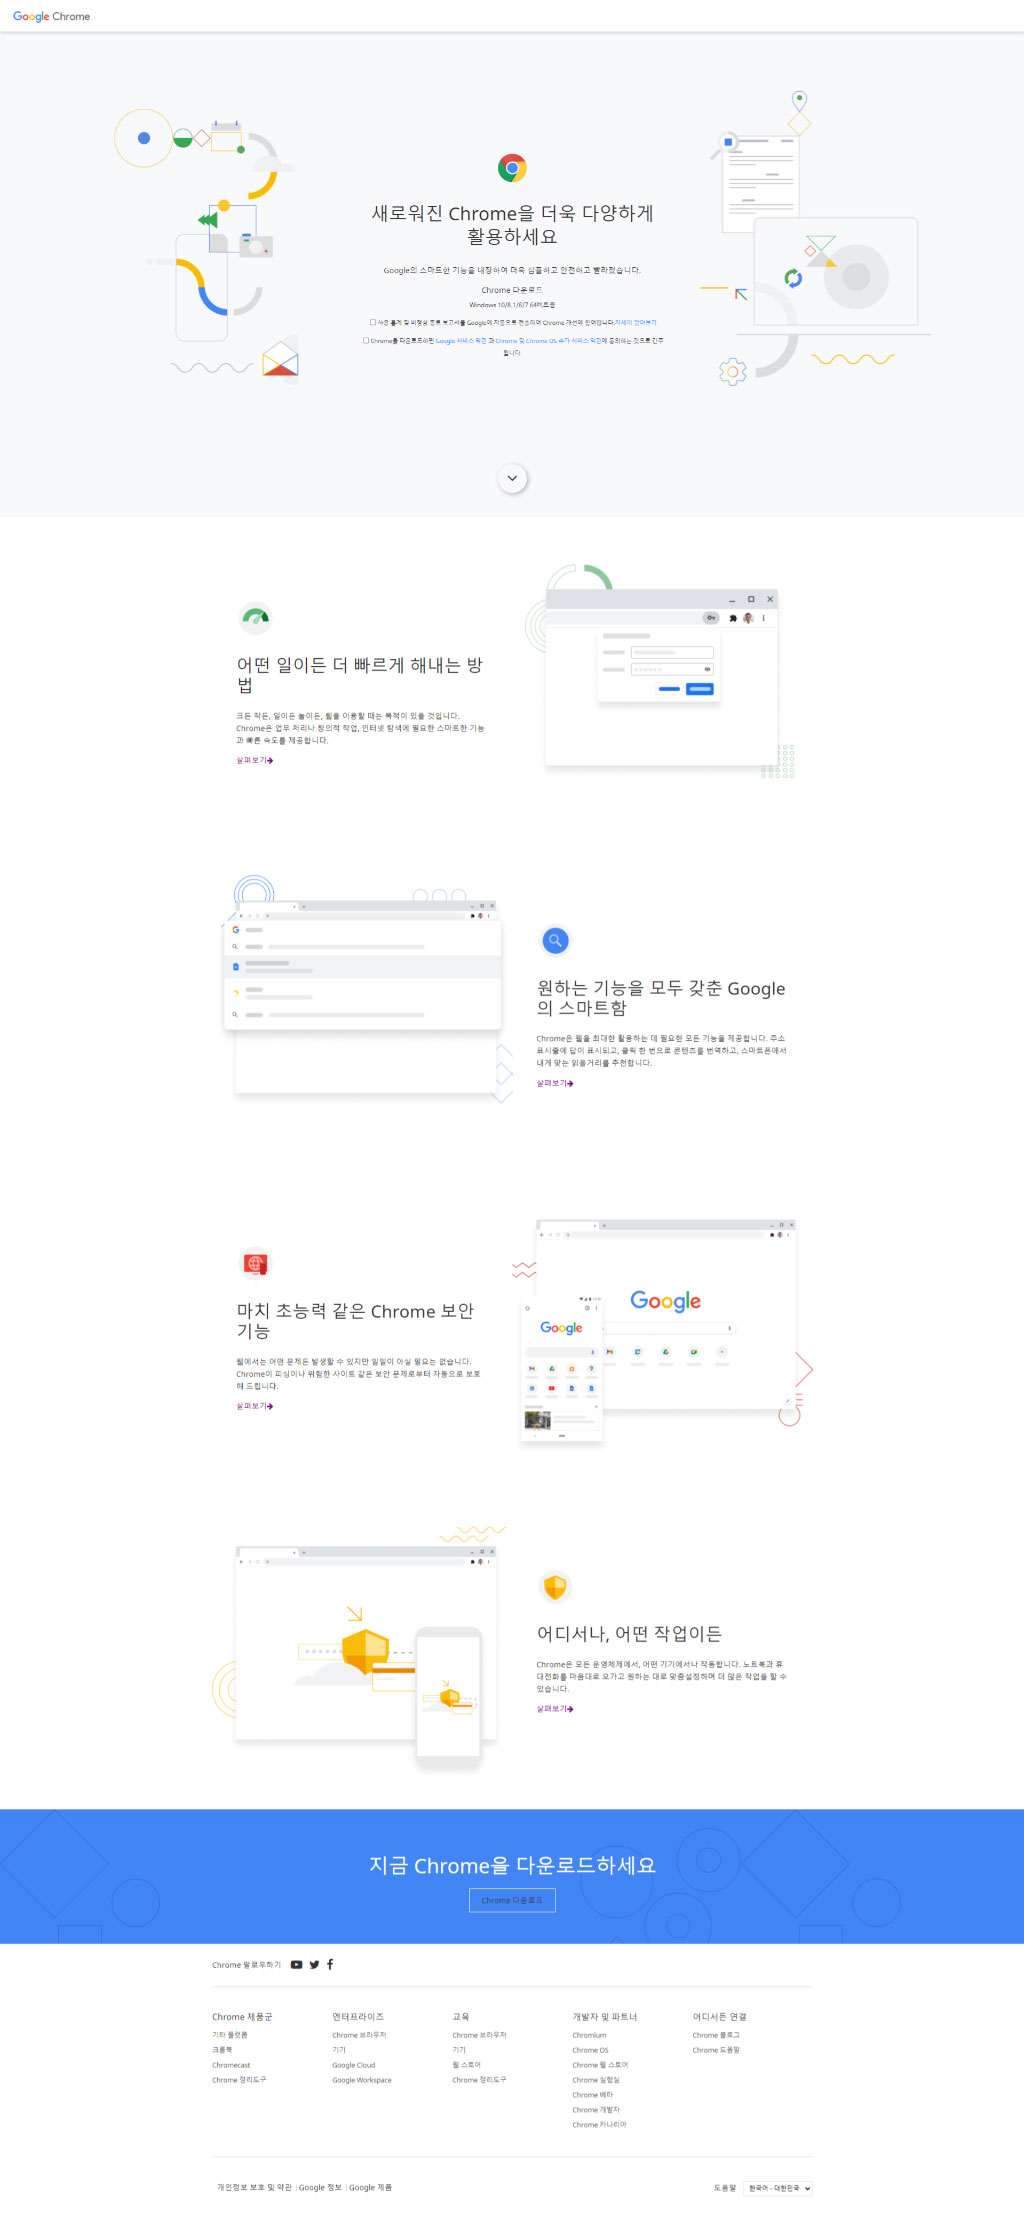 Google Chrome
새로워진 Chrome을 더욱 다양하게
활용하세요
Google의 스마트한 기능을 내장하여 더욱 심플하고 안전하고 빨라졌습니다.
Chrome 다운로드
Windows 10/8.1/8/7 64비트용
사용 통계 및 비정상 종료 보고서를 Google에 자동으로 전송하여 Chrome 개선에 참여합니다.자세히 알아보기
Chrome을 다운로드하면 Google 서비스 약관 과 Chrome 및 Chrome OS 추가 서비스 약관에 동의하는 것으로 간주
됩니다.
어떤 일이든 더 빠르게 해내는 방
법
크든 작든, 일이든 놀이든, 웹을 이용할 때는 목적이 있을 것입니다.
Chrome은 업무 처리나 창의적 작업, 인터넷 탐색에 필요한 스마트한 기능
과 빠른 속도를 제공합니다.
살펴보기
원하는 기능을 모두 갖춘 Google
의 스마트함
Chrome은 웹을 최대한 활용하는 데 필요한 모든 기능을 제공합니다. 주소
표시줄에 답이 표시되고, 클릭 한 번으로 콘텐츠를 번역하고, 스마트폰에서
내게 맞는 읽을거리를 추천합니다.
살펴보기
마치 초능력 같은 Chrome 보안
기능
웹에서는 어떤 문제든 발생할 수 있지만 일일이 아실 필요는 없습니다.
Chrome이 피싱이나 위험한 사이트 같은 보안 문제로부터 자동으로 보호
해 드립니다.
살펴보기
Google
Google
어디서나, 어떤 작업이든
Chrome은 모든 운영체제에서, 어떤 기기에서나 작동합니다. 노트북과 휴
대전화를 마음대로 오가고 원하는 대로 맞춤설정하며 더 많은 작업을 할 수
있습니다.
살펴보기
지금 Chrome을 다운로드하세요
Chrome 다운로드
Chrome 팔로우하기
Chrome 제품군
기타 플랫폼
크롬북
Chromecast
Chrome 정리도구
엔터프라이즈
Chrome 브라우저
기기
Google Cloud
Google Workspace
교육
Chrome 브라우저
기기
웹 스토어
Chrome 정리도구
개발자 및 파트너
Chromium
Chrome OS
Chrome 웹 스토어
Chrome 실험실
Chrome 베타
Chrome 개발자
Chrome 카나리아
어디서든 연결
Chrome 블로그
Chrome 도움말
개인정보 보호 및 약관 | Google 정보 | Google 제품
도움말 한국어 - 대한민국